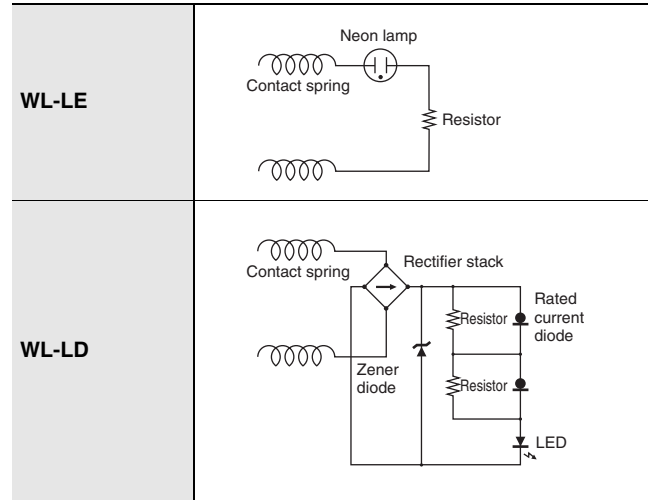 WL-LE
Neon lamp
Contact spring
Resistor
WL-LD
Contact spring
Rectifier stack
Zener
diode
Resistor
Rated
current
diode
Resistor
LED